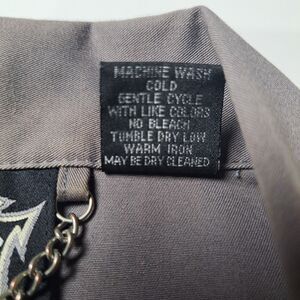 MACHINE WASH
COLD
GENTLE CYCLE
WITH LIKE COLORS
NO BLEACH
TUMBLE DRY LOW
WARM IRON
MAY BE DRY CLEANED